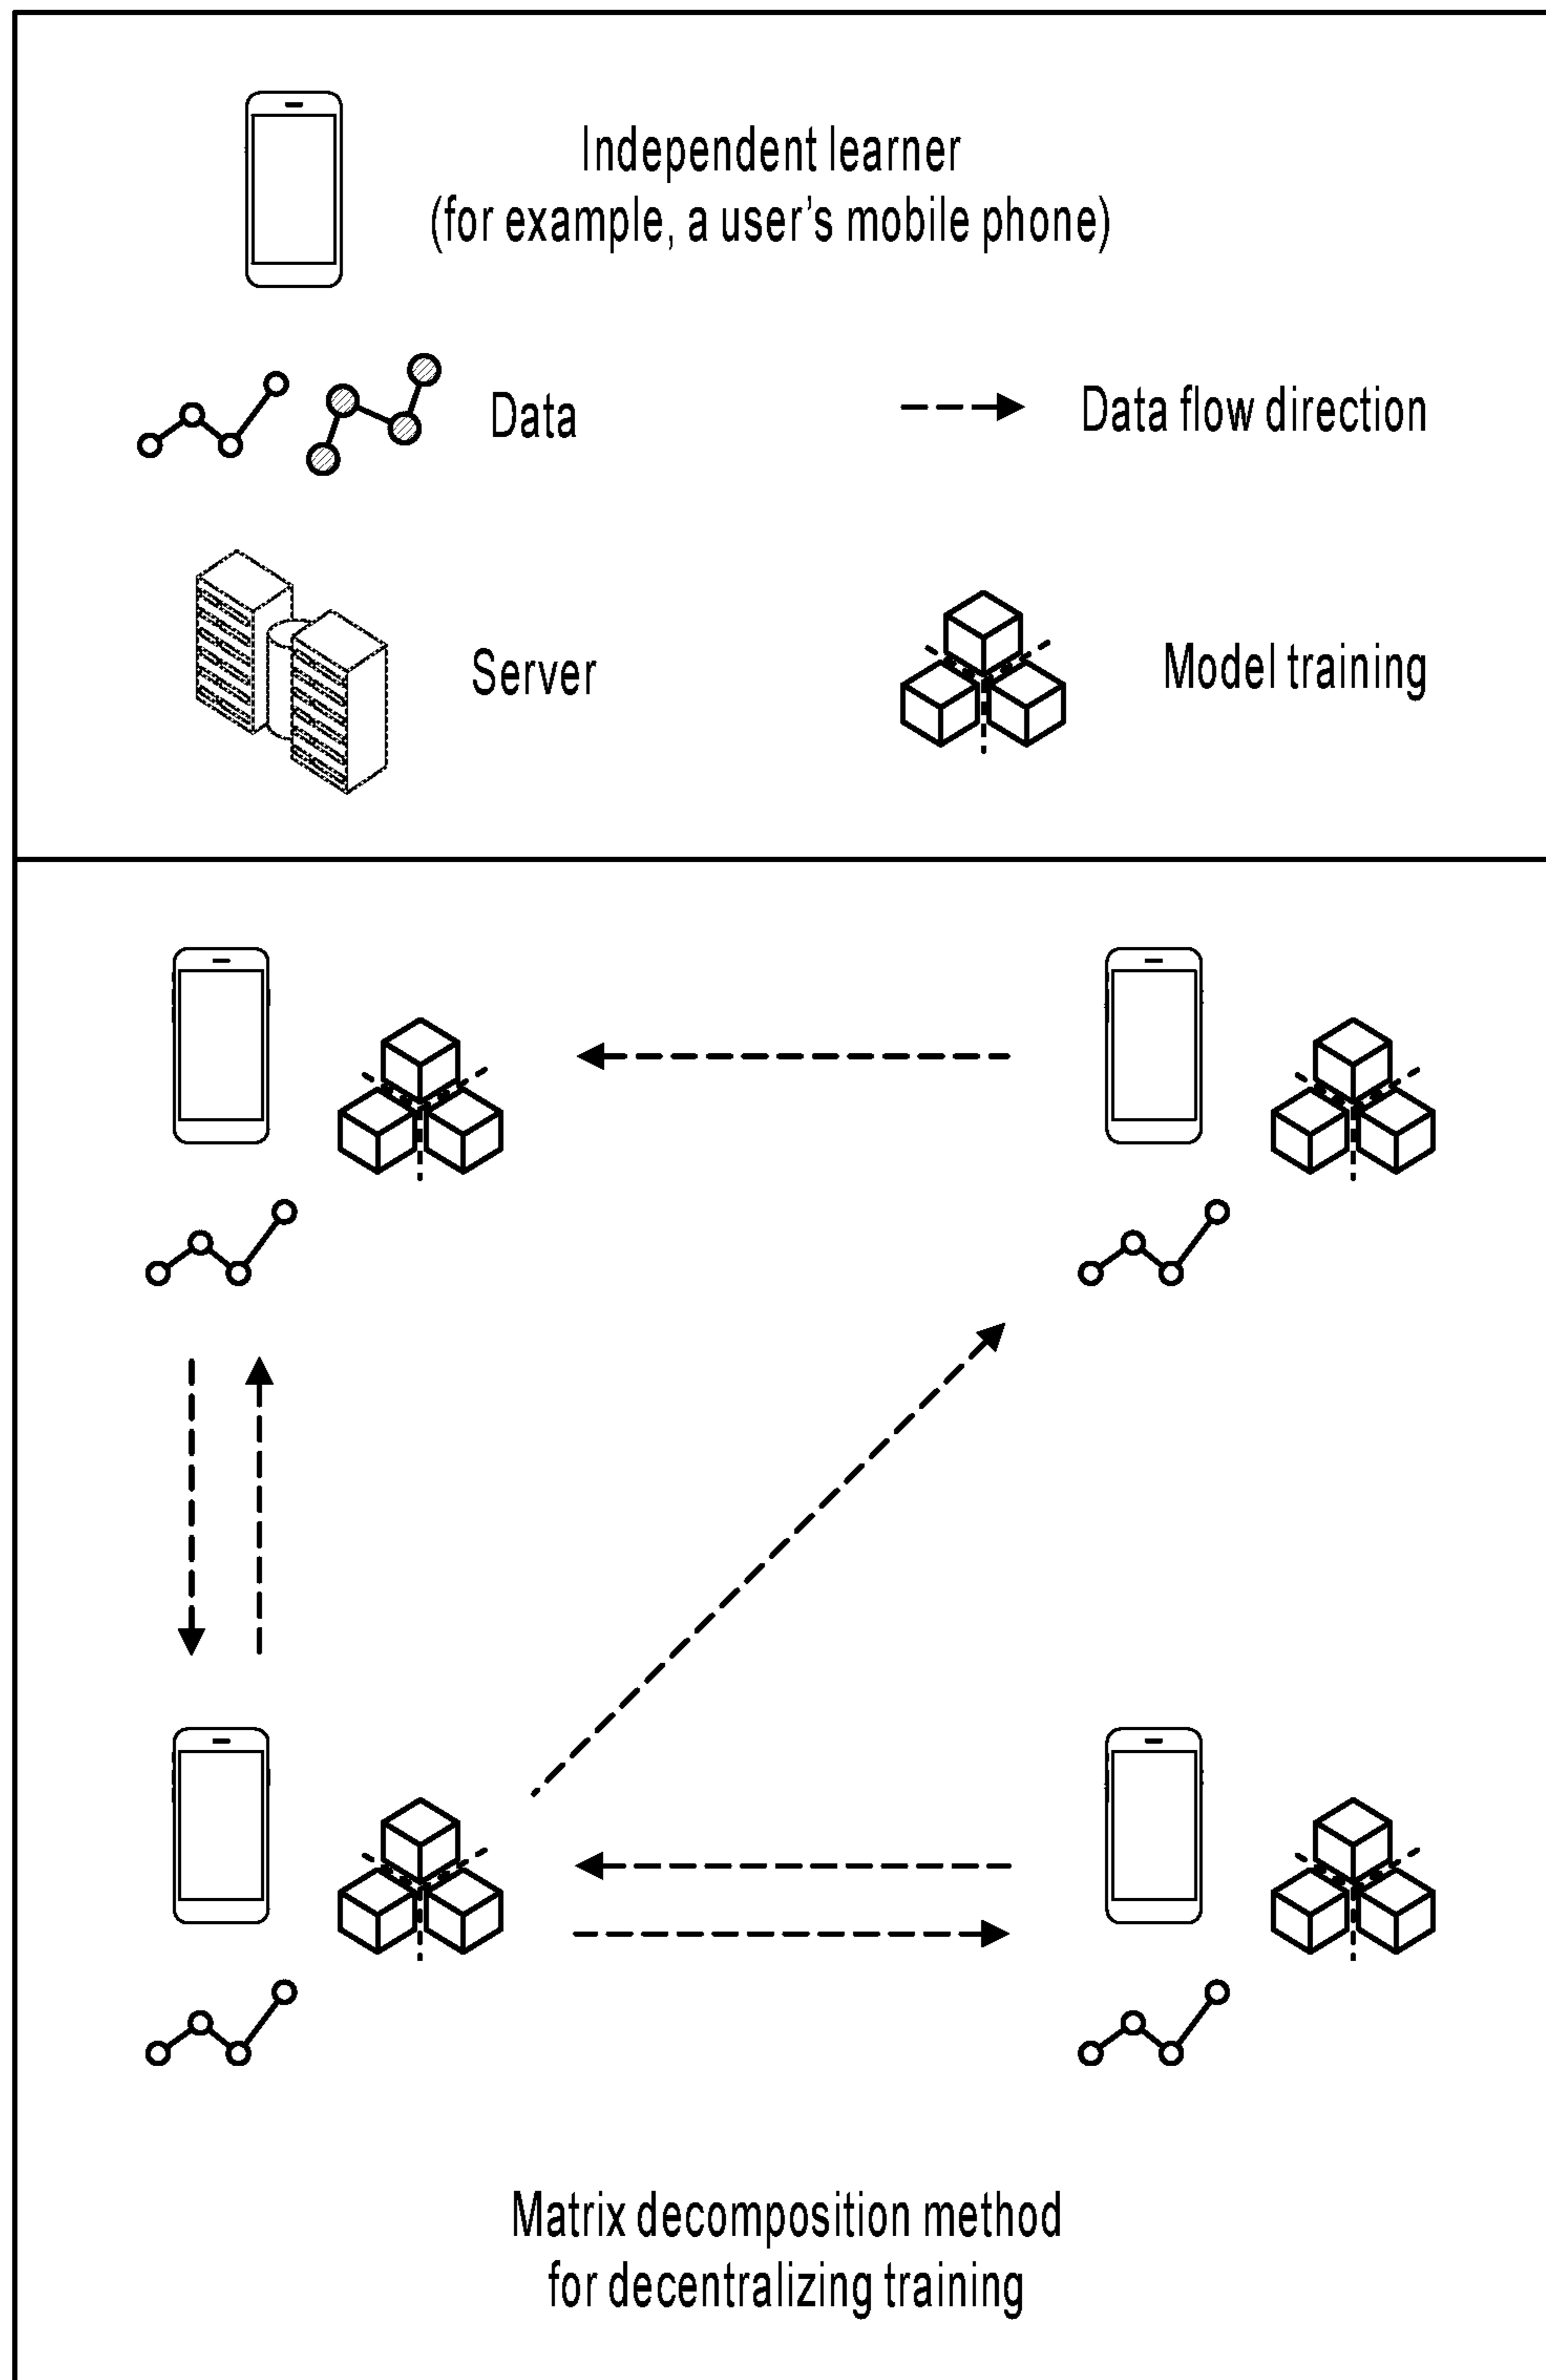 Independent learner
(for example, a user's mobile phone)
Data
Data flow direction
Server
Model training
Matrix decomposition method
for decentralizing training